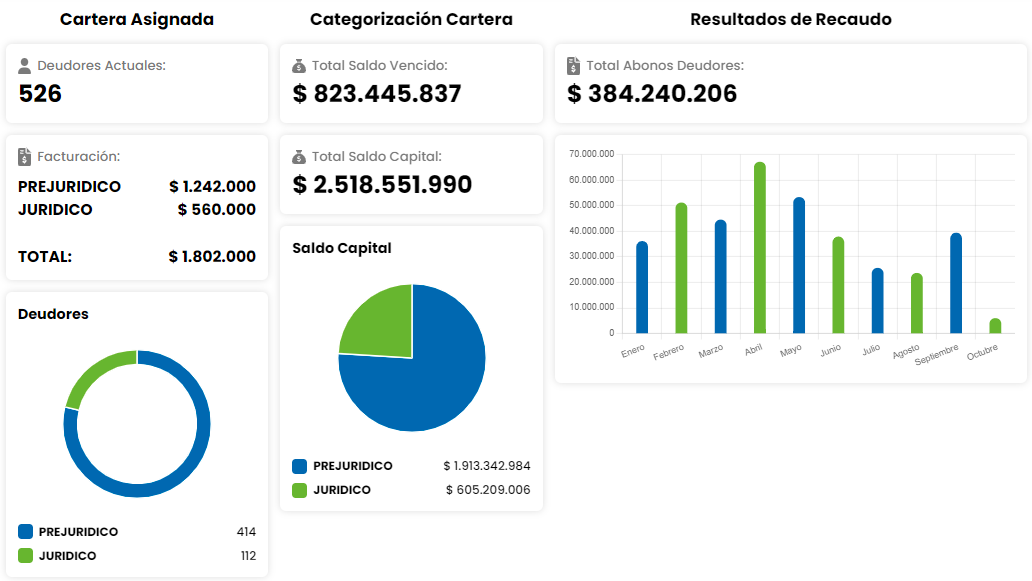 Cartera Asignada
Deudores Actuales:
526
Facturación:
PREJURIDICO $ 1.242.000
JURIDICO $ 560.000
TOTAL: $ 1.802.000
Deudores
PREJURIDICO 414
JURIDICO 112
Categorización Cartera
Total Saldo Vencido:
$ 823.445.837
Total Saldo Capital:
$ 2.518.551.990
Saldo Capital
PREJURIDICO $ 1.913.342.984
JURIDICO $ 605.209.006
Resultados de Recaudo
Total Abonos Deudores:
$ 384.240.206
70.000.000
60.000.000
50.000.000
40.000.000
30.000.000
20.000.000
10.000.000
0
Enero Febrero Marzo Abril Mayo Junio Julio Agosto Septiembre Octubre